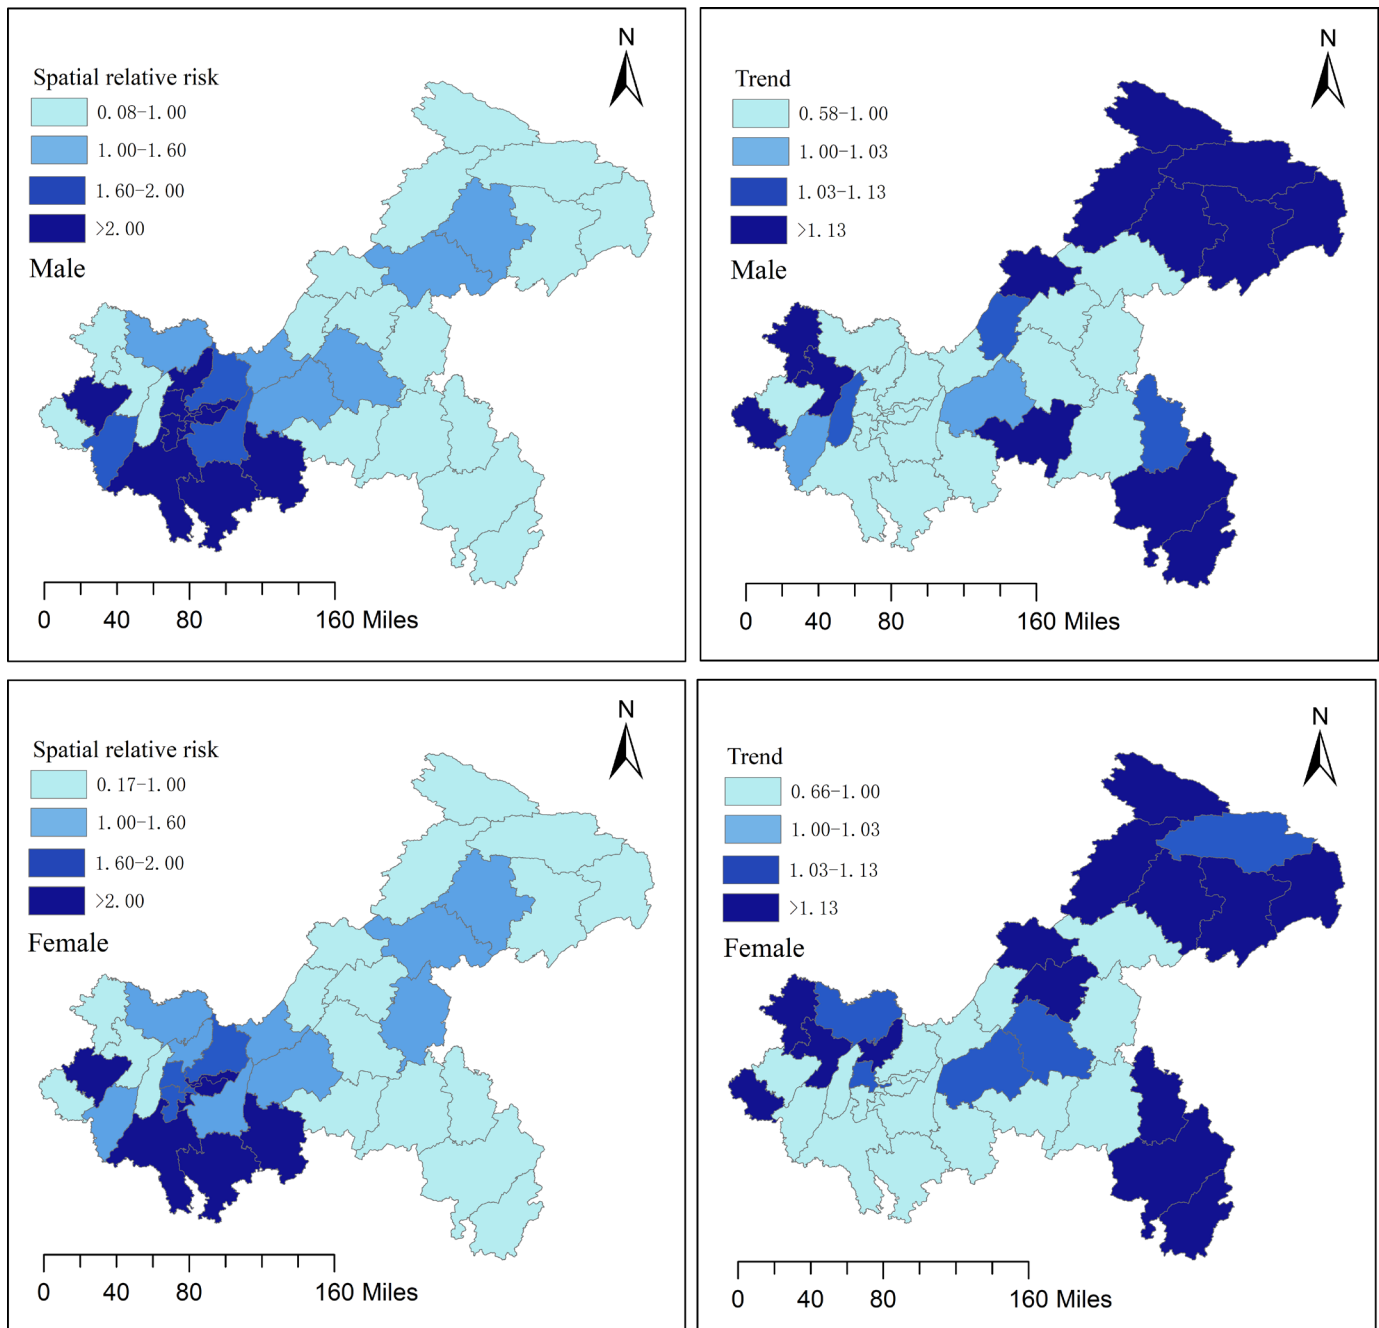 N
Spatial relative risk
0.08-1.00
1.00-1.60
1.60-2.00
>2.00
Male
0 40 80 160 Miles
N
Trend
0.58-1.00
1.00-1.03
1.03-1.13
>1.13
Male
0 40 80 160 Miles
N
Spatial relative risk
0.17-1.00
1.00-1.60
1.60-2.00
>2.00
Female
0 40 80 160 Miles
N
Trend
0.66-1.00
1.00-1.03
1.03-1.13
>1.13
Female
0 40 80 160 Miles